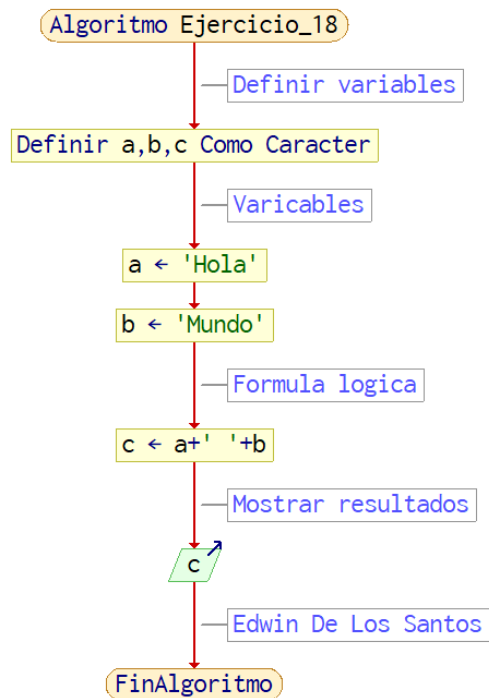 Algoritmo Ejercicio_18
Definir variables
Definir a,b,c Como Caracter
Varicables
a ← 'Hola'
b ← 'Mundo'
Formula logica
c ← a+' '+b
Mostrar resultados
c
Edwin De Los Santos
FinAlgoritmo